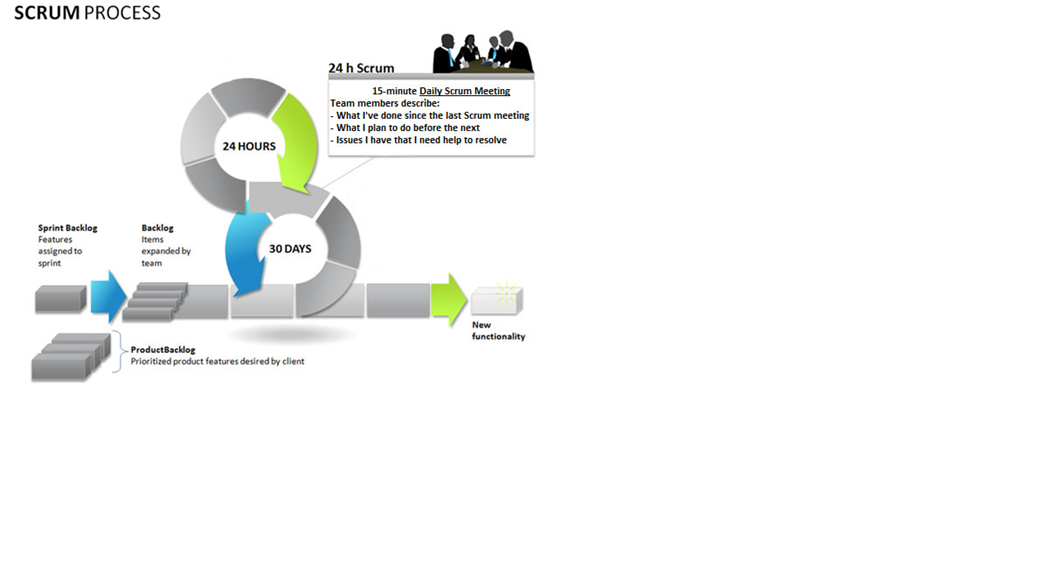 SCRUM PROCESS
24 h Scrum
15-minute Daily Scrum Meeting
Team members describe:
- What I've done since the last Scrum meeting
- What I plan to do before the next
- Issues I have that I need help to resolve
24 HOURS
30 DAYS
Sprint Backlog
Features
assigned to
sprint
Backlog
Items
expanded by
team
New
functionality
ProductBacklog
Prioritized product features desired by client